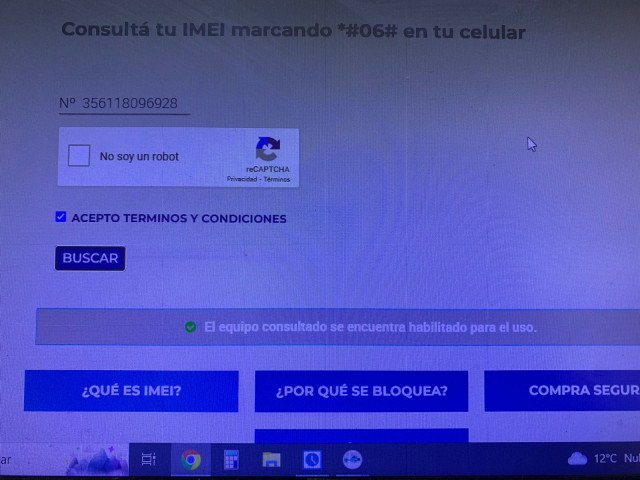 Consultá tu IMEI marcando *#06# en tu celular
Nº 356118096928
No soy un robot
reCAPTCHA
Privacidad - Términos
ACEPTO TERMINOS Y CONDICIONES
BUSCAR
El equipo consultado se encuentra habilitado para el uso.
¿QUÉ ES IMEI?
¿POR QUÉ SE BLOQUEA?
COMPRA SEGUR
ar
12°C Nul